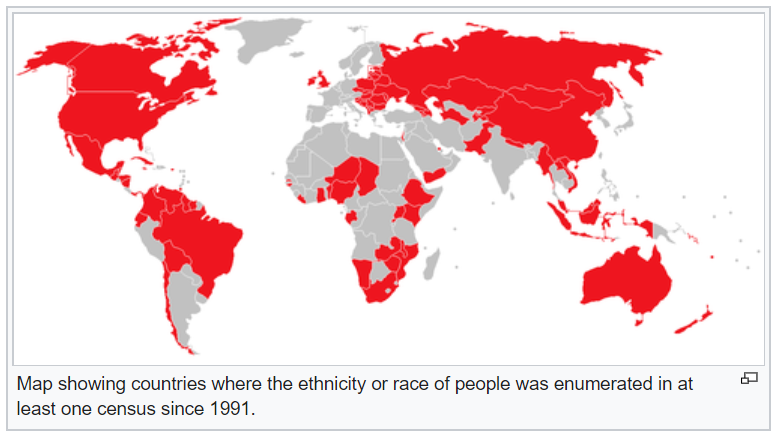 Map showing countries where the ethnicity or race of people was enumerated in at
least one census since 1991.